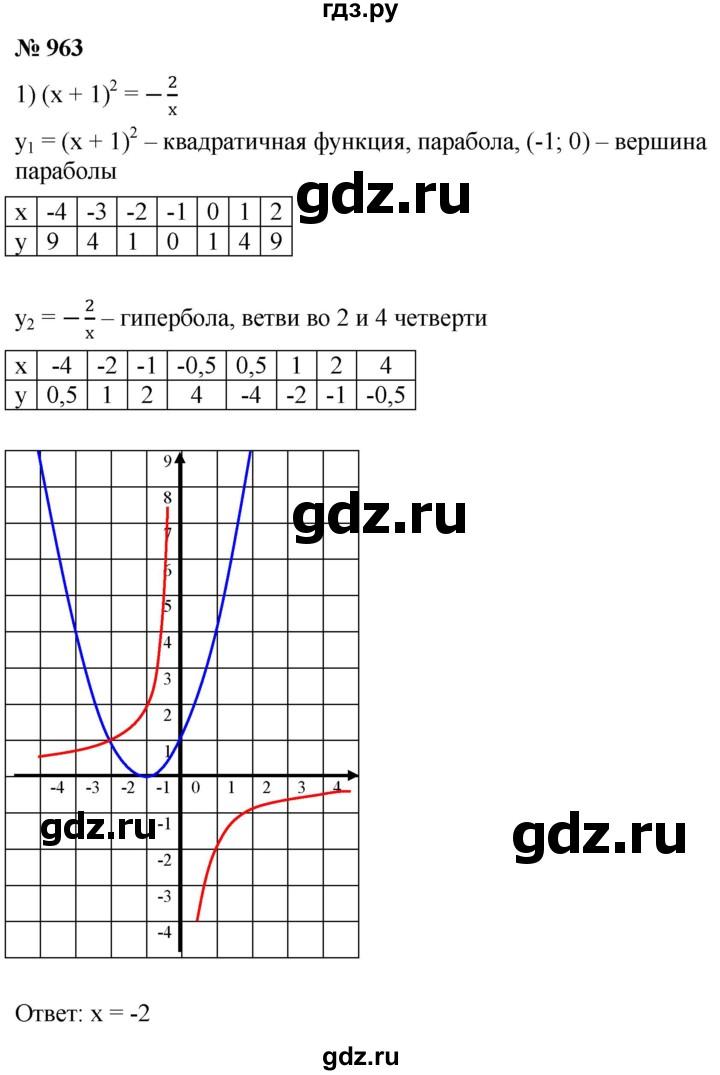 гдз.ру
№ 963
1) (x + 1)² = −2/x
y₁ = (x + 1)² – квадратичная функция, парабола, (-1; 0) – вершина
параболы
gdz.ru
x -4 -3 -2 -1 0 1 2
y 9 4 1 0 1 4 9
y₂ = −2/x – гипербола, ветви во 2 и 4 четверти
x -4 -2 -1 -0,5 0,5 1 2 4
y 0,5 1 2 4 -4 -2 -1 -0,5
9
8
gdz.ru
7
6
5
4
3
2
1
-4 -3 -2 -1 0 1 2 3 4
gdz.ru
-1
gdz.ru
-2
-3
-4
Ответ: x = -2
gdz.ru